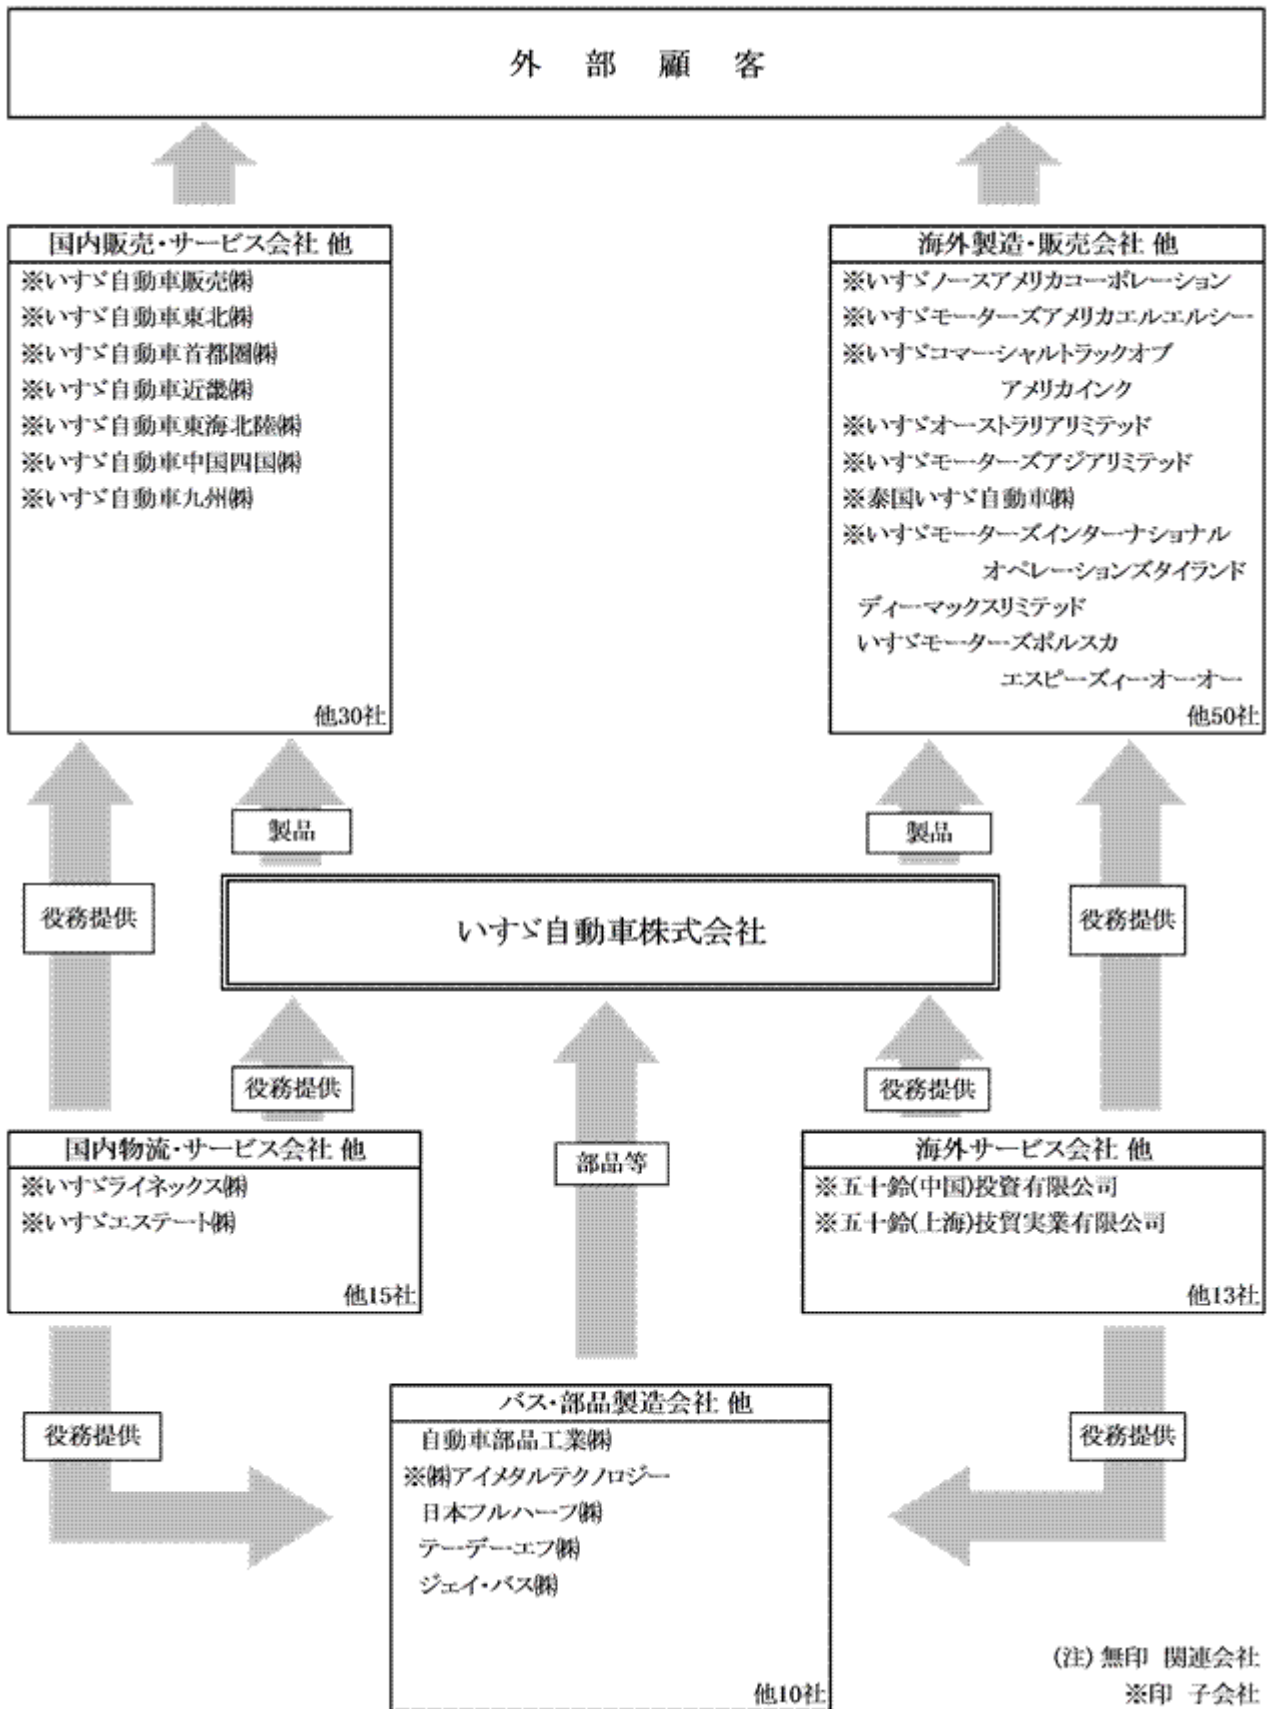 外部顧客
国内販売・サービス会社 他
※いすゞ自動車販売㈱
※いすゞ自動車東北㈱
※いすゞ自動車首都圏㈱
※いすゞ自動車近畿㈱
※いすゞ自動車東海北陸㈱
※いすゞ自動車中国四国㈱
※いすゞ自動車九州㈱
他30社
海外製造・販売会社 他
※いすゞノースアメリカコーポレーション
※いすゞモーターズアメリカエルエルシー
※いすゞコマーシャルトラックオブ
アメリカインク
※いすゞオーストラリアリミテッド
※いすゞモーターズアジアリミテッド
※泰国いすゞ自動車㈱
※いすゞモーターズインターナショナル
オペレーションズタイランド
ディーマックスリミテッド
いすゞモーターズポルスカ
エスピーズィーオーオー
他50社
製品
製品
役務提供
いすゞ自動車株式会社
役務提供
役務提供
役務提供
国内物流・サービス会社 他
※いすゞライネックス㈱
※いすゞエステート㈱
他15社
部品等
海外サービス会社 他
※五十鈴(中国)投資有限公司
※五十鈴(上海)技貿実業有限公司
他13社
役務提供
役務提供
バス・部品製造会社 他
自動車部品工業㈱
※㈱アイメタルテクノロジー
日本フルハーフ㈱
テーデーエフ㈱
ジェイ・バス㈱
他10社
(注) 無印 関連会社
※印 子会社